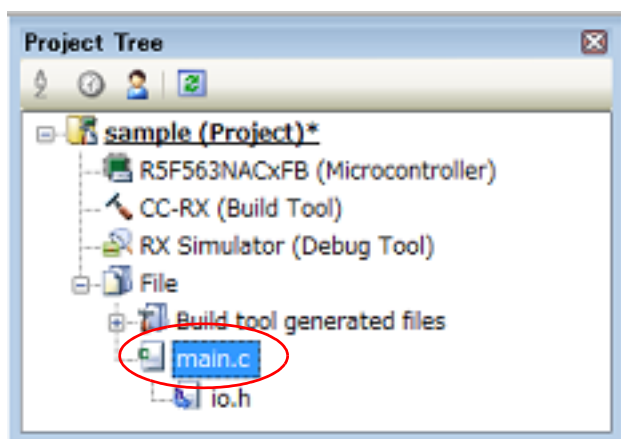 Project Tree
sample (Project)*
R5F563NACxFB (Microcontroller)
CC-RX (Build Tool)
RX Simulator (Debug Tool)
File
Build tool generated files
main.c
io.h